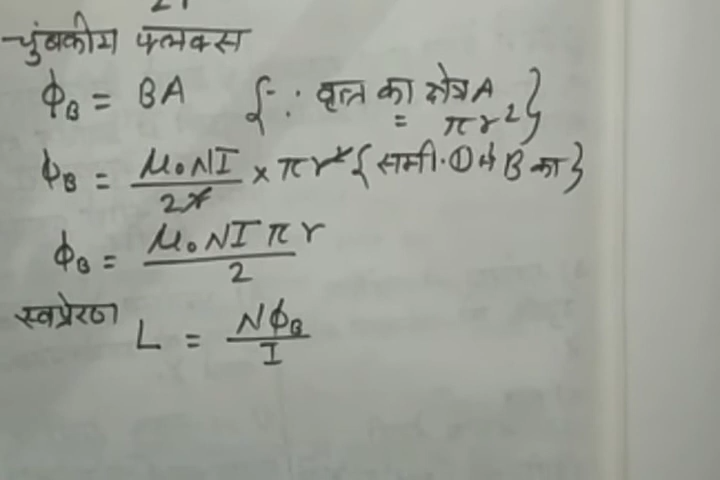 चुंबकीय फ्लक्स
ΦB = BA {∵ वृत्त का क्षेत्र A = πr²}
ΦB = μ₀NI/2r × πr² {समी. ① से B का}
ΦB = μ₀NIπr/2
स्वप्रेरण L = NΦB/I